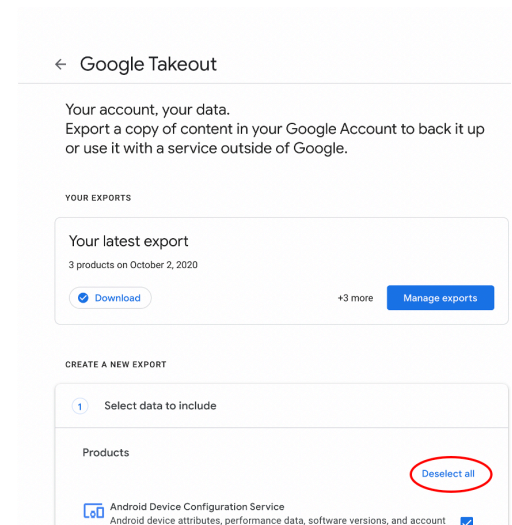 Google Takeout
Your account, your data.
Export a copy of content in your Google Account to back it up
or use it with a service outside of Google.
YOUR EXPORTS
Your latest export
3 products on October 2, 2020
Download
+3 more
Manage exports
CREATE A NEW EXPORT
1 Select data to include
Products
Deselect all
Android Device Configuration Service
Android device attributes, performance data, software versions, and account